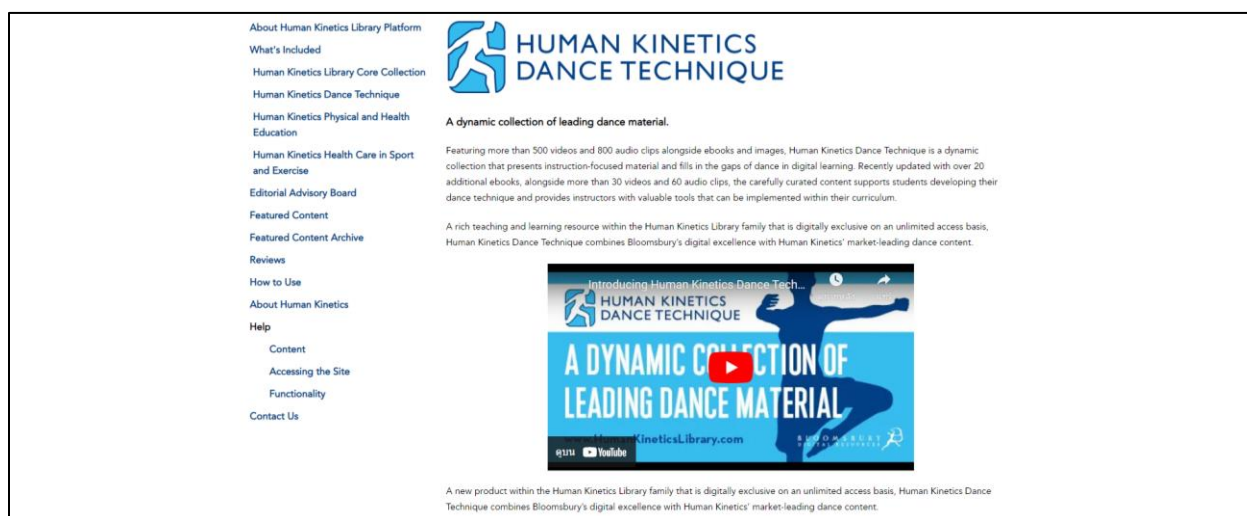 About Human Kinetics Library Platform
What's Included
Human Kinetics Library Core Collection
Human Kinetics Dance Technique
Human Kinetics Physical and Health
Education
Human Kinetics Health Care in Sport
and Exercise
Editorial Advisory Board
Featured Content
Featured Content Archive
Reviews
How to Use
About Human Kinetics
Help
Content
Accessing the Site
Functionality
Contact Us
HUMAN KINETICS
DANCE TECHNIQUE
A dynamic collection of leading dance material.
Featuring more than 500 videos and 800 audio clips alongside ebooks and images, Human Kinetics Dance Technique is a dynamic
collection that presents instruction-focused material and fills in the gaps of dance in digital learning. Recently updated with over 20
additional ebooks, alongside more than 30 videos and 60 audio clips, the carefully curated content supports students developing their
dance technique and provides instructors with valuable tools that can be implemented within their curriculum.
A rich teaching and learning resource within the Human Kinetics Library family that is digitally exclusive on an unlimited access basis,
Human Kinetics Dance Technique combines Bloomsbury's digital excellence with Human Kinetics' market-leading dance content.
Introducing Human Kinetics Dance Tech...
HUMAN KINETICS
DANCE TECHNIQUE
A DYNAMIC COLLECTION OF
LEADING DANCE MATERIAL
www.HumanKineticsLibrary.com
BLOOMSBURY
DIGITAL RESOURCES
ดูบน YouTube
A new product within the Human Kinetics Library family that is digitally exclusive on an unlimited access basis, Human Kinetics Dance
Technique combines Bloomsbury's digital excellence with Human Kinetics' market-leading dance content.